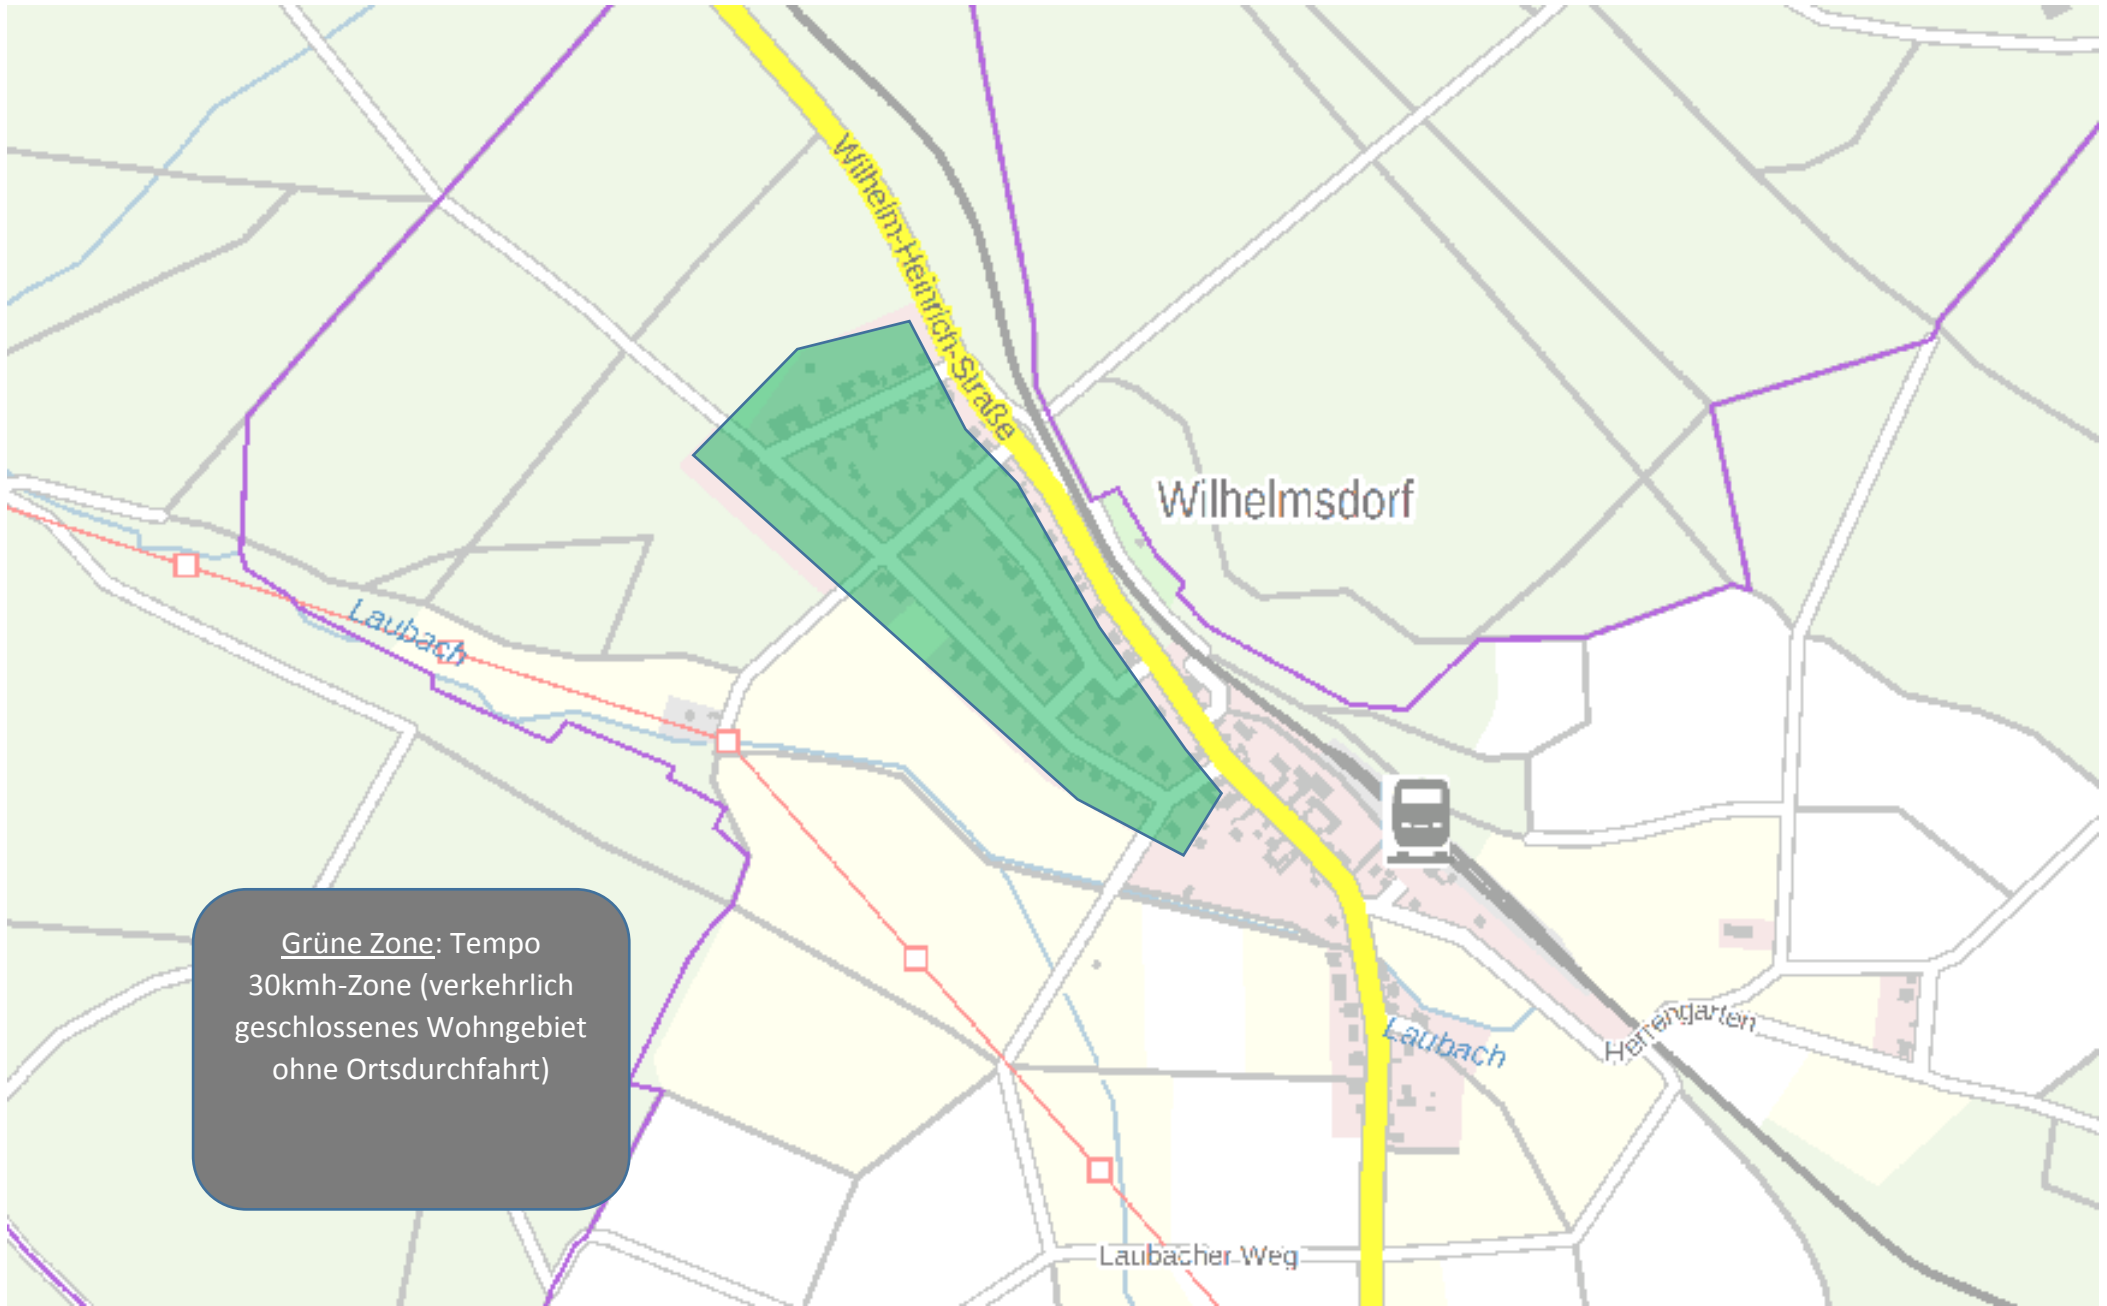 Wilhelm-Heinrich-Straße
Wilhelmsdorf
Laubach
Grüne Zone: Tempo
30kmh-Zone (verkehrlich
geschlossenes Wohngebiet
ohne Ortsdurchfahrt)
Laubach
Herrengarten
Laubacher Weg